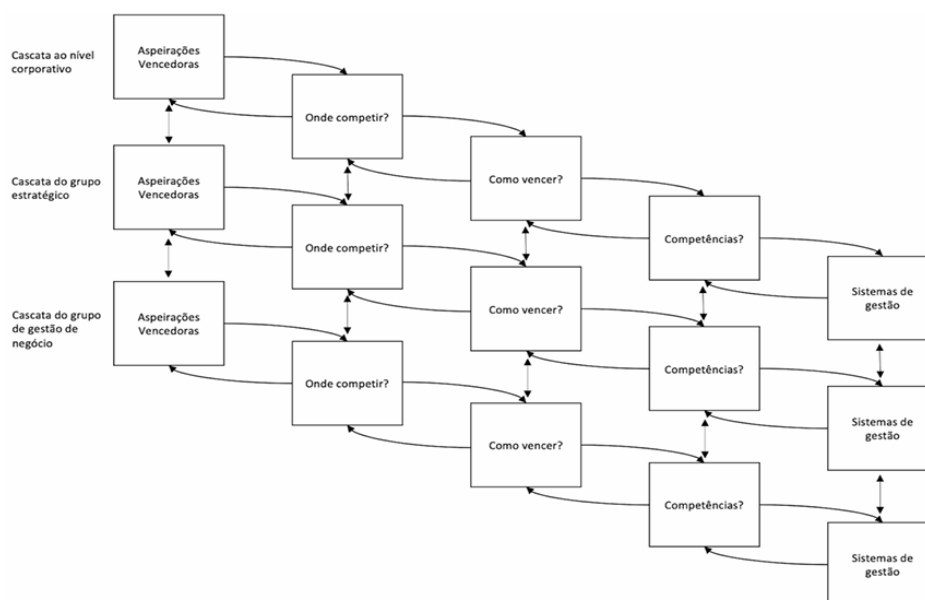 Cascata ao nível
corporativo
Aspeirações
Vencedoras
Onde competir?
Como vencer?
Competências?
Sistemas de
gestão
Cascata do grupo
estratégico
Aspeirações
Vencedoras
Onde competir?
Como vencer?
Competências?
Sistemas de
gestão
Cascata do grupo
de gestão de
negócio
Aspeirações
Vencedoras
Onde competir?
Como vencer?
Competências?
Sistemas de
gestão